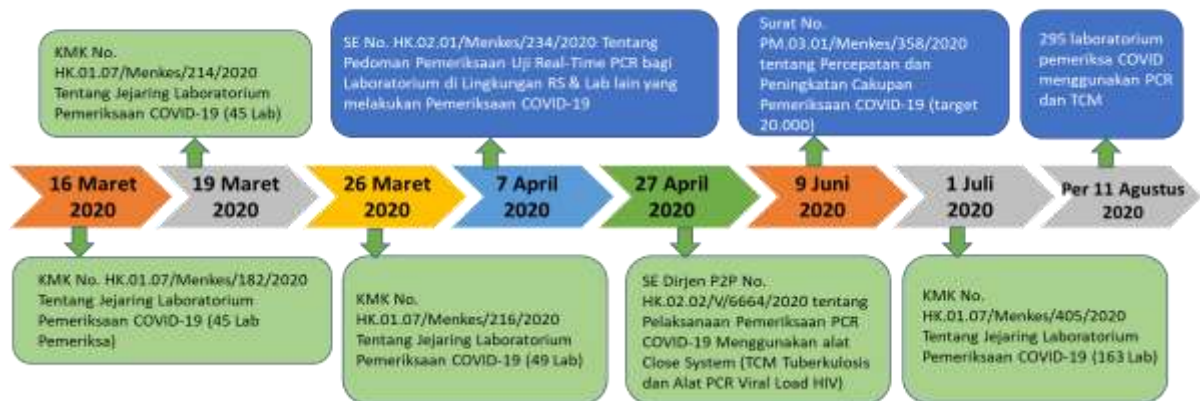 KMK No.
HK.01.07/Menkes/214/2020
Tentang Jejaring Laboratorium
Pemeriksaan COVID-19 (45 Lab)
SE No. HK.02.01/Menkes/234/2020 Tentang
Pedoman Pemeriksaan Uji Real-Time PCR bagi
Laboratorium di Lingkungan RS & Lab lain yang
melakukan Pemeriksaan COVID-19
Surat No.
PM.03.01/Menkes/358/2020
tentang Percepatan dan
Peningkatan Cakupan
Pemeriksaan COVID-19 (target
20.000)
295 laboratorium
pemeriksa COVID
menggunakan PCR
dan TCM
16 Maret
2020
19 Maret
2020
26 Maret
2020
7 April
2020
27 April
2020
9 Juni
2020
1 Juli
2020
Per 11 Agustus
2020
KMK No. HK.01.07/Menkes/182/2020
Tentang Jejaring Laboratorium
Pemeriksaan COVID-19 (45 Lab
Pemeriksa)
KMK No.
HK.01.07/Menkes/216/2020
Tentang Jejaring Laboratorium
Pemeriksaan COVID-19 (49 Lab)
SE Dirjen P2P No.
HK.02.02/V/6664/2020 tentang
Pelaksanaan Pemeriksaan PCR
COVID-19 Menggunakan alat
Close System (TCM Tuberkulosis
dan Alat PCR Viral Load HIV)
KMK No.
HK.01.07/Menkes/405/2020
Tentang Jejaring Laboratorium
Pemeriksaan COVID-19 (163 Lab)